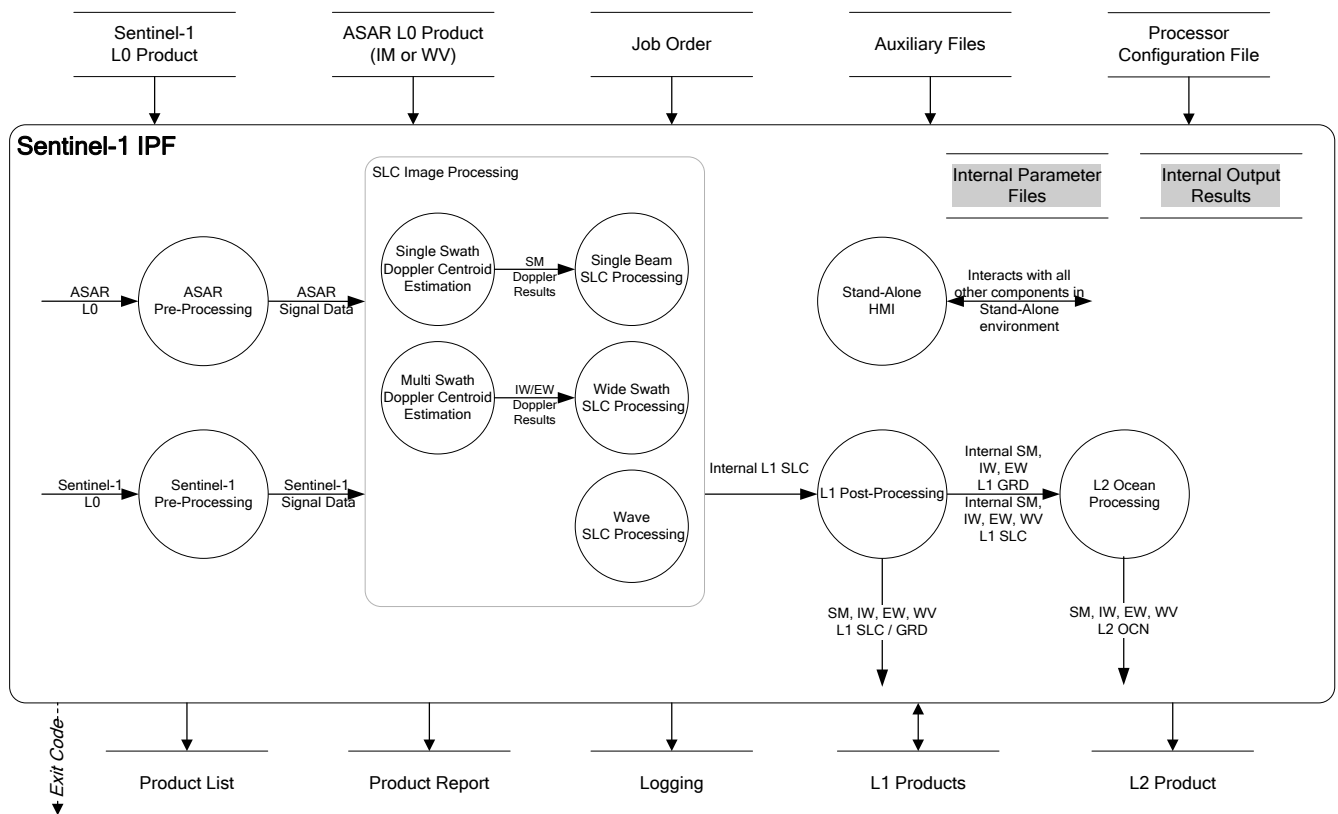 Sentinel-1
L0 Product
ASAR L0 Product
(IM or WV)
Job Order
Auxiliary Files
Processor
Configuration File
Sentinel-1 IPF
SLC Image Processing
Internal Parameter
Files
Internal Output
Results
Single Swath
Doppler Centroid
Estimation
SM
Doppler
Results
Single Beam
SLC Processing
ASAR
L0
ASAR
Pre-Processing
ASAR
Signal Data
Stand-Alone
HMI
Interacts with all
other components in
Stand-Alone
environment
Multi Swath
Doppler Centroid
Estimation
IW/EW
Doppler
Results
Wide Swath
SLC Processing
Sentinel-1
L0
Sentinel-1
Pre-Processing
Sentinel-1
Signal Data
Wave
SLC Processing
Internal L1 SLC
L1 Post-Processing
Internal SM,
IW, EW
L1 GRD
Internal SM,
IW, EW, WV
L1 SLC
L2 Ocean
Processing
SM, IW, EW, WV
L1 SLC / GRD
SM, IW, EW, WV
L2 OCN
Exit Code
Product List
Product Report
Logging
L1 Products
L2 Product